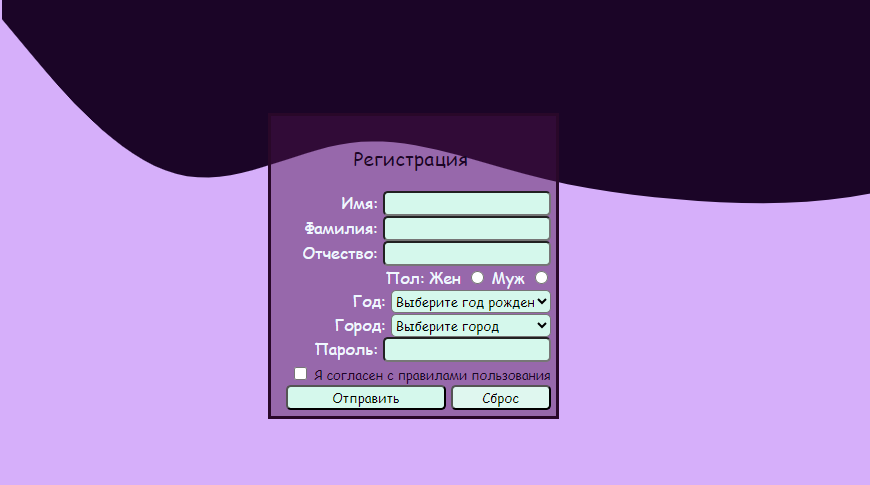 Регистрация
Имя:
Фамилия:
Отчество:
Пол: Жен Муж
Год: Выберите год рожден
Город: Выберите город
Пароль:
Я согласен с правилами пользования
Отправить Сброс